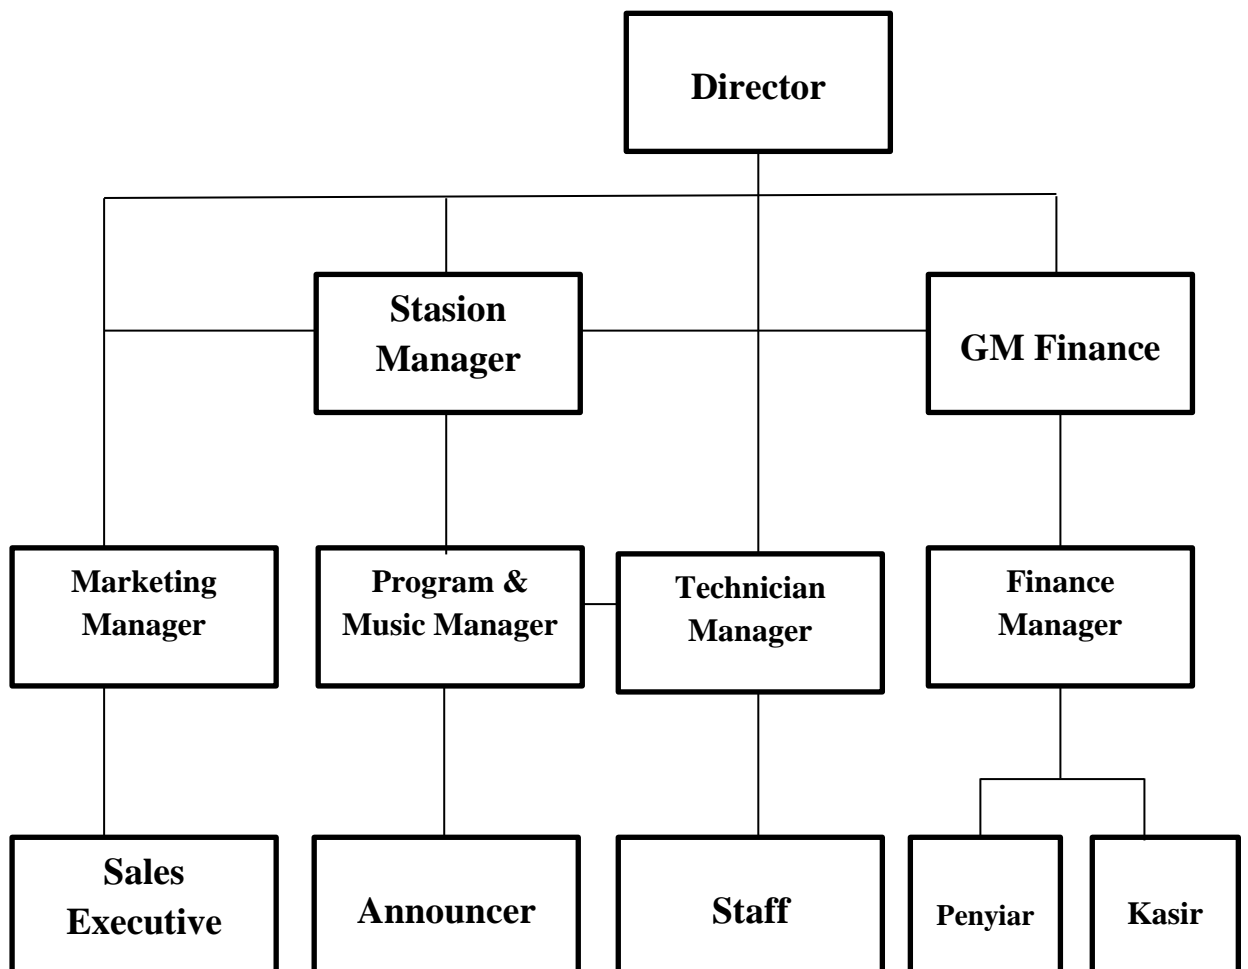 Director
Stasion
Manager
GM Finance
Marketing
Manager
Program &
Music Manager
Technician
Manager
Finance
Manager
Sales
Executive
Announcer
Staff
Penyiar
Kasir